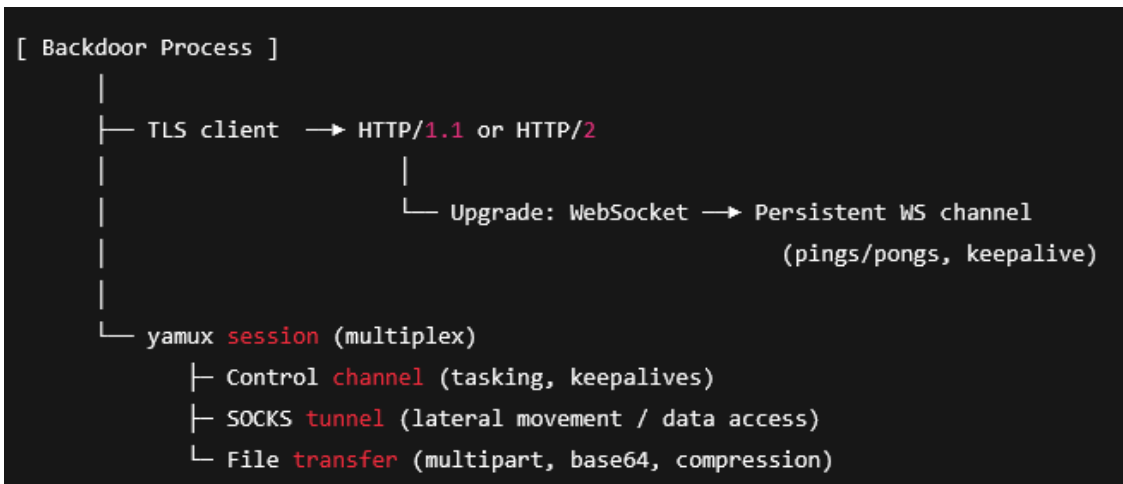 [ Backdoor Process ]
TLS client → HTTP/1.1 or HTTP/2
Upgrade: WebSocket → Persistent WS channel
(pings/pongs, keepalive)
yamux session (multiplex)
Control channel (tasking, keepalives)
SOCKS tunnel (lateral movement / data access)
File transfer (multipart, base64, compression)